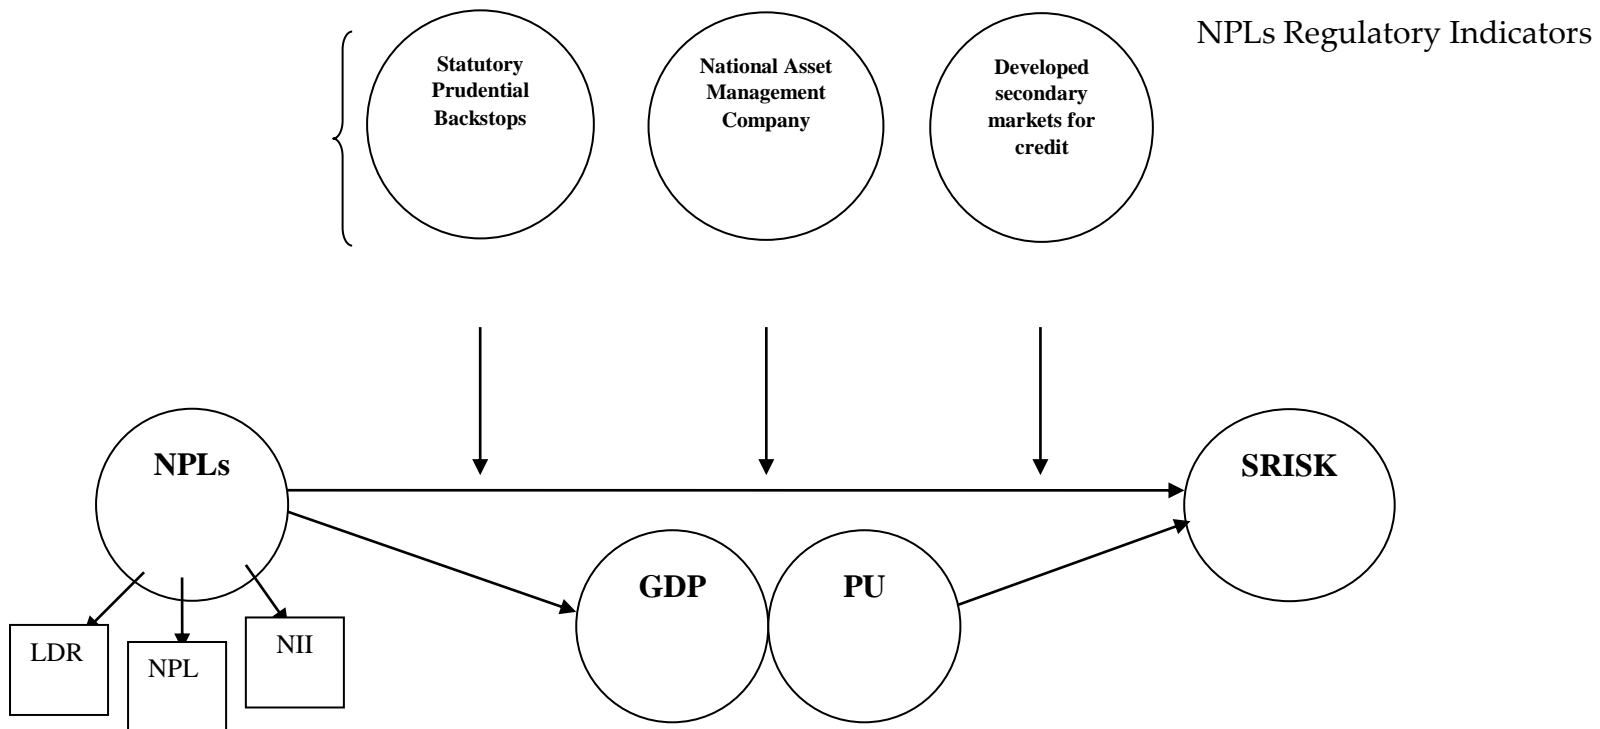 NPLs Regulatory Indicators
Statutory
Prudential
Backstops
National Asset
Management
Company
Developed
secondary
markets for
credit
NPLs
SRISK
GDP
PU
LDR
NPL
NII